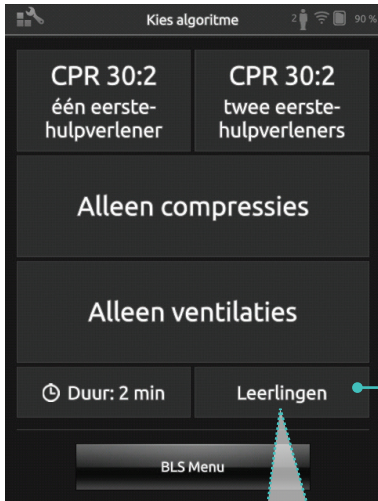 Kies algoritme 2 90 %
CPR 30:2
één eerste-
hulpverlener
CPR 30:2
twee eerste-
hulpverleners
Alleen compressies
Alleen ventilaties
Duur: 2 min
Leerlingen
BLS Menu